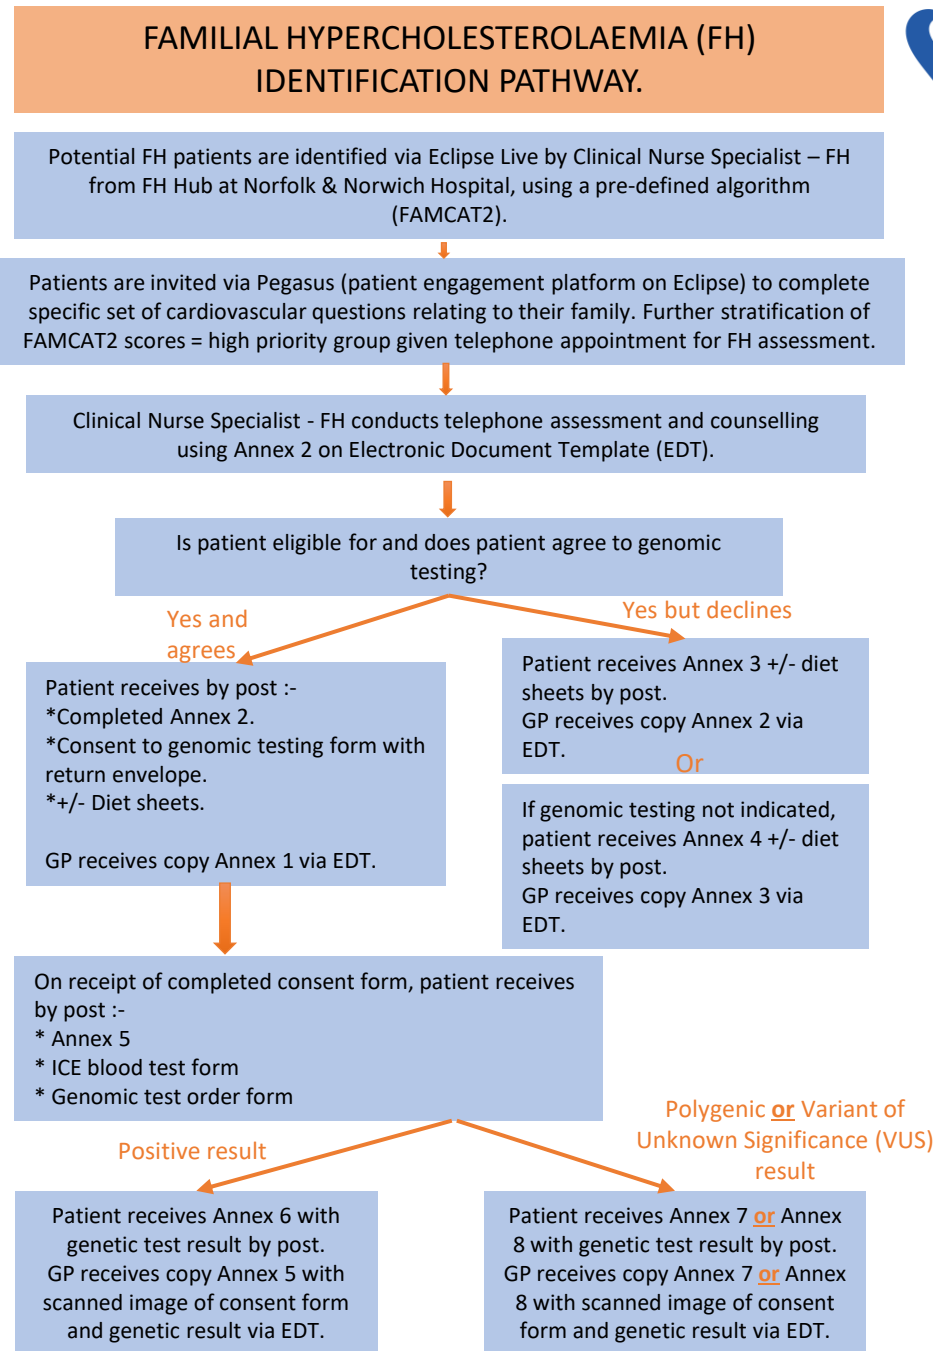 FAMILIAL HYPERCHOLESTEROLAEMIA (FH)
IDENTIFICATION PATHWAY.
Potential FH patients are identified via Eclipse Live by Clinical Nurse Specialist – FH
from FH Hub at Norfolk & Norwich Hospital, using a pre-defined algorithm
(FAMCAT2).
Patients are invited via Pegasus (patient engagement platform on Eclipse) to complete
specific set of cardiovascular questions relating to their family. Further stratification of
FAMCAT2 scores = high priority group given telephone appointment for FH assessment.
Clinical Nurse Specialist - FH conducts telephone assessment and counselling
using Annex 2 on Electronic Document Template (EDT).
Is patient eligible for and does patient agree to genomic
testing?
Yes and
agrees
Patient receives by post :-
*Completed Annex 2.
*Consent to genomic testing form with
return envelope.
*+/- Diet sheets.
GP receives copy Annex 1 via EDT.
Yes but declines
Patient receives Annex 3 +/- diet
sheets by post.
GP receives copy Annex 2 via
EDT.
Or
If genomic testing not indicated,
patient receives Annex 4 +/- diet
sheets by post.
GP receives copy Annex 3 via
EDT.
On receipt of completed consent form, patient receives
by post :-
* Annex 5
* ICE blood test form
* Genomic test order form
Positive result
Patient receives Annex 6 with
genetic test result by post.
GP receives copy Annex 5 with
scanned image of consent form
and genetic result via EDT.
Polygenic or Variant of
Unknown Significance (VUS)
result
Patient receives Annex 7 or Annex
8 with genetic test result by post.
GP receives copy Annex 7 or Annex
8 with scanned image of consent
form and genetic result via EDT.